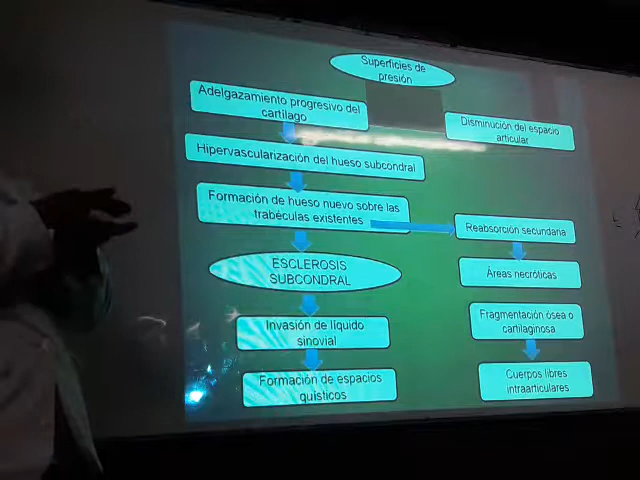 Superficies de
presión
Adelgazamiento progresivo del
cartílago
Disminución del espacio
articular
Hipervascularización del hueso subcondral
Formación de hueso nuevo sobre las
trabéculas existentes
Reabsorción secundaria
ESCLEROSIS
SUBCONDRAL
Áreas necróticas
Invasión de líquido
sinovial
Fragmentación ósea o
cartilaginosa
Formación de espacios
quísticos
Cuerpos libres
intraarticulares